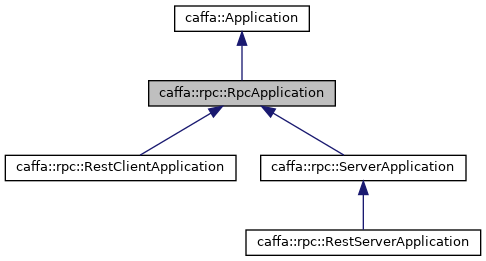 caffa::Application
caffa::rpc::RpcApplication
caffa::rpc::RestClientApplication
caffa::rpc::ServerApplication
caffa::rpc::RestServerApplication